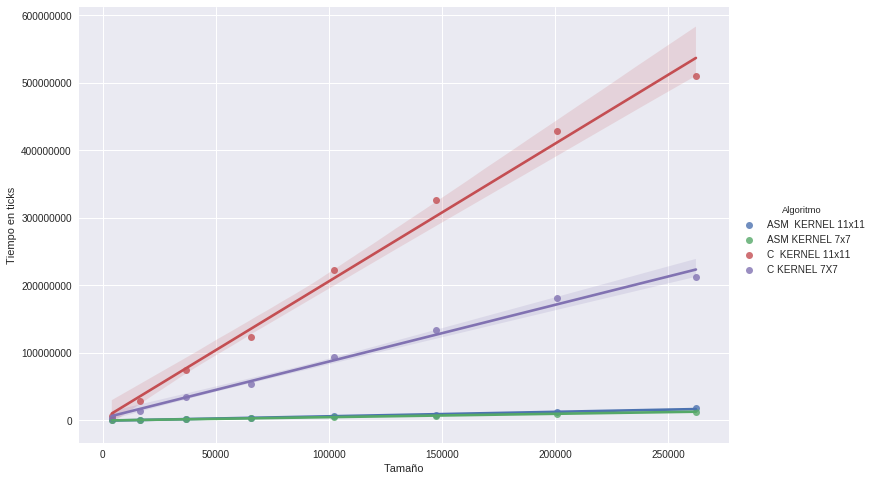 600000000
500000000
400000000
300000000
200000000
100000000
0
Tiempo en ticks
0
50000
100000
150000
200000
250000
Tamaño
Algoritmo
ASM  KERNEL 11x11
ASM KERNEL 7x7
C  KERNEL 11x11
C KERNEL 7X7